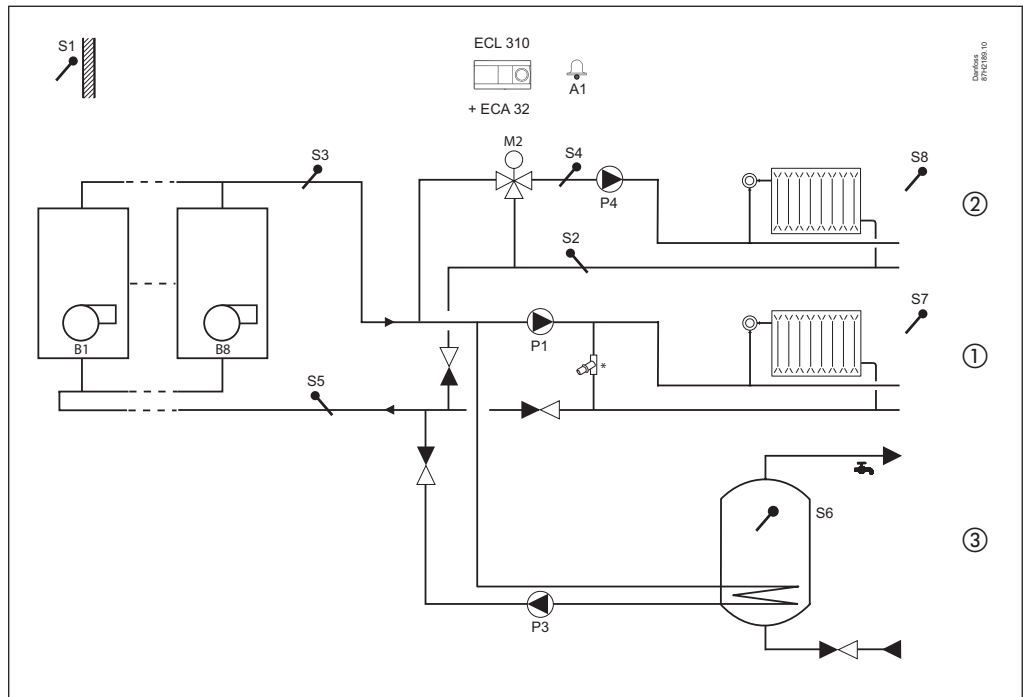 S1
ECL 310
A1
+ ECA 32
Danfoss
87H2189.10
M2
S3
S4
S8
P4
②
S2
B1
B8
S7
P1
*
①
S5
S6
③
P3